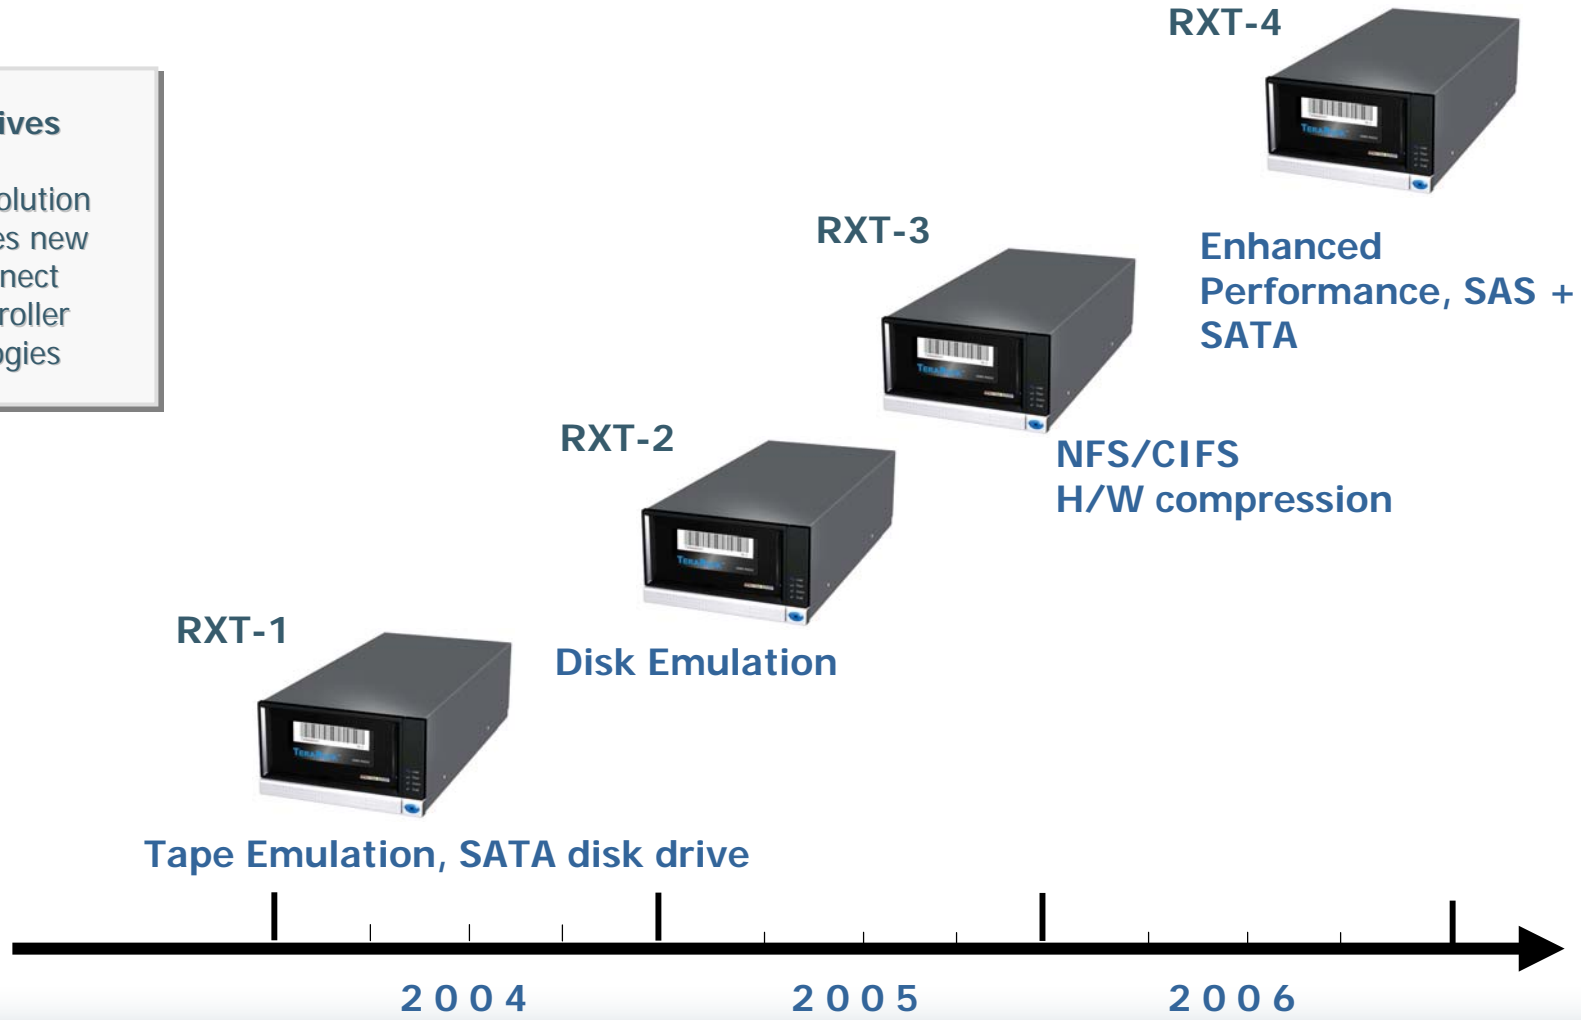 RXT-4
ives
olution
es new
nect
roller
ogies
RXT-3
Enhanced
Performance, SAS +
SATA
RXT-2
NFS/CIFS
H/W compression
RXT-1
Disk Emulation
Tape Emulation, SATA disk drive
2004
2005
2006